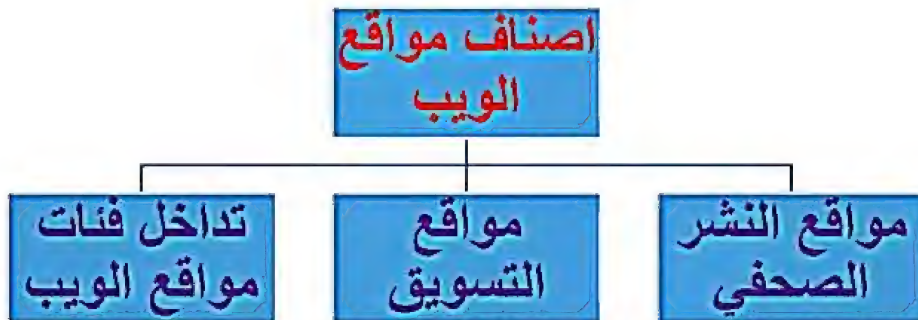 اصناف مواقع
الويب
مواقع النشر
الصحفي
مواقع
التسويق
تداخل فئات
مواقع الويب